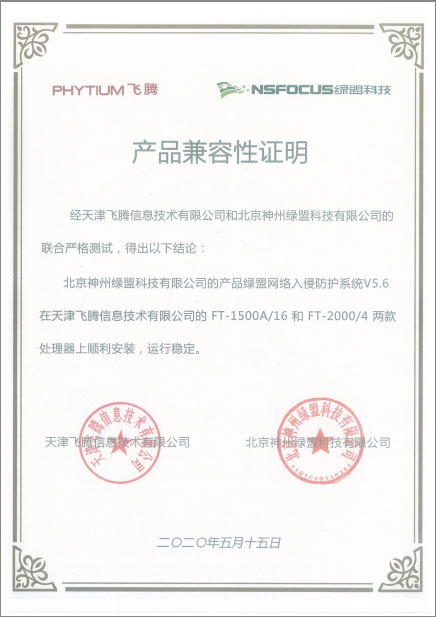 PHYTIUM飞腾
NSFOCUS绿盟科技
产品兼容性证明
经天津飞腾信息技术有限公司和北京神州绿盟科技有限公司的
联合严格测试，得出以下结论：
北京神州绿盟科技有限公司的产品绿盟网络入侵防护系统V5.6
在天津飞腾信息技术有限公司的 FT-1500A/16 和 FT-2000/4 两款
处理器上顺利安装，运行稳定。
天津飞腾信息技术有限公司
北京神州绿盟科技有限公司
天津飞腾信息技术有限公司
北京神州绿盟科技有限公司
二〇二〇年五月十五日